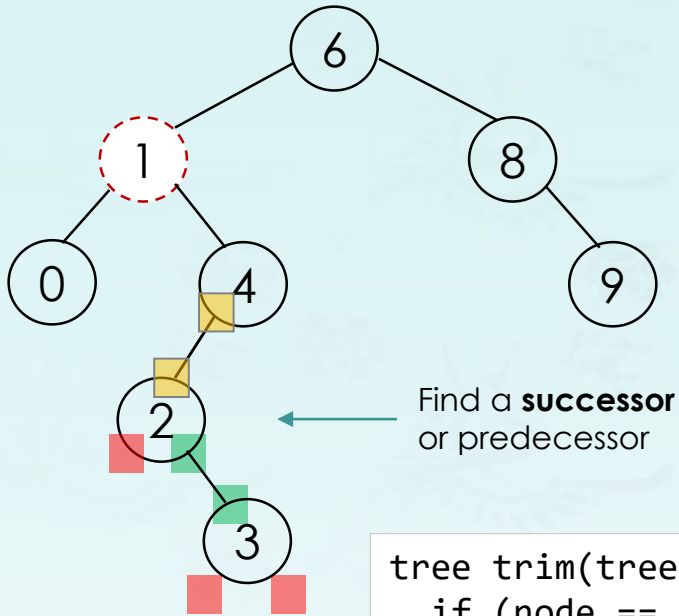 6
1
8
0
4
9
2
Find a successor
or predecessor
3
tree trim(tree
if (node ==